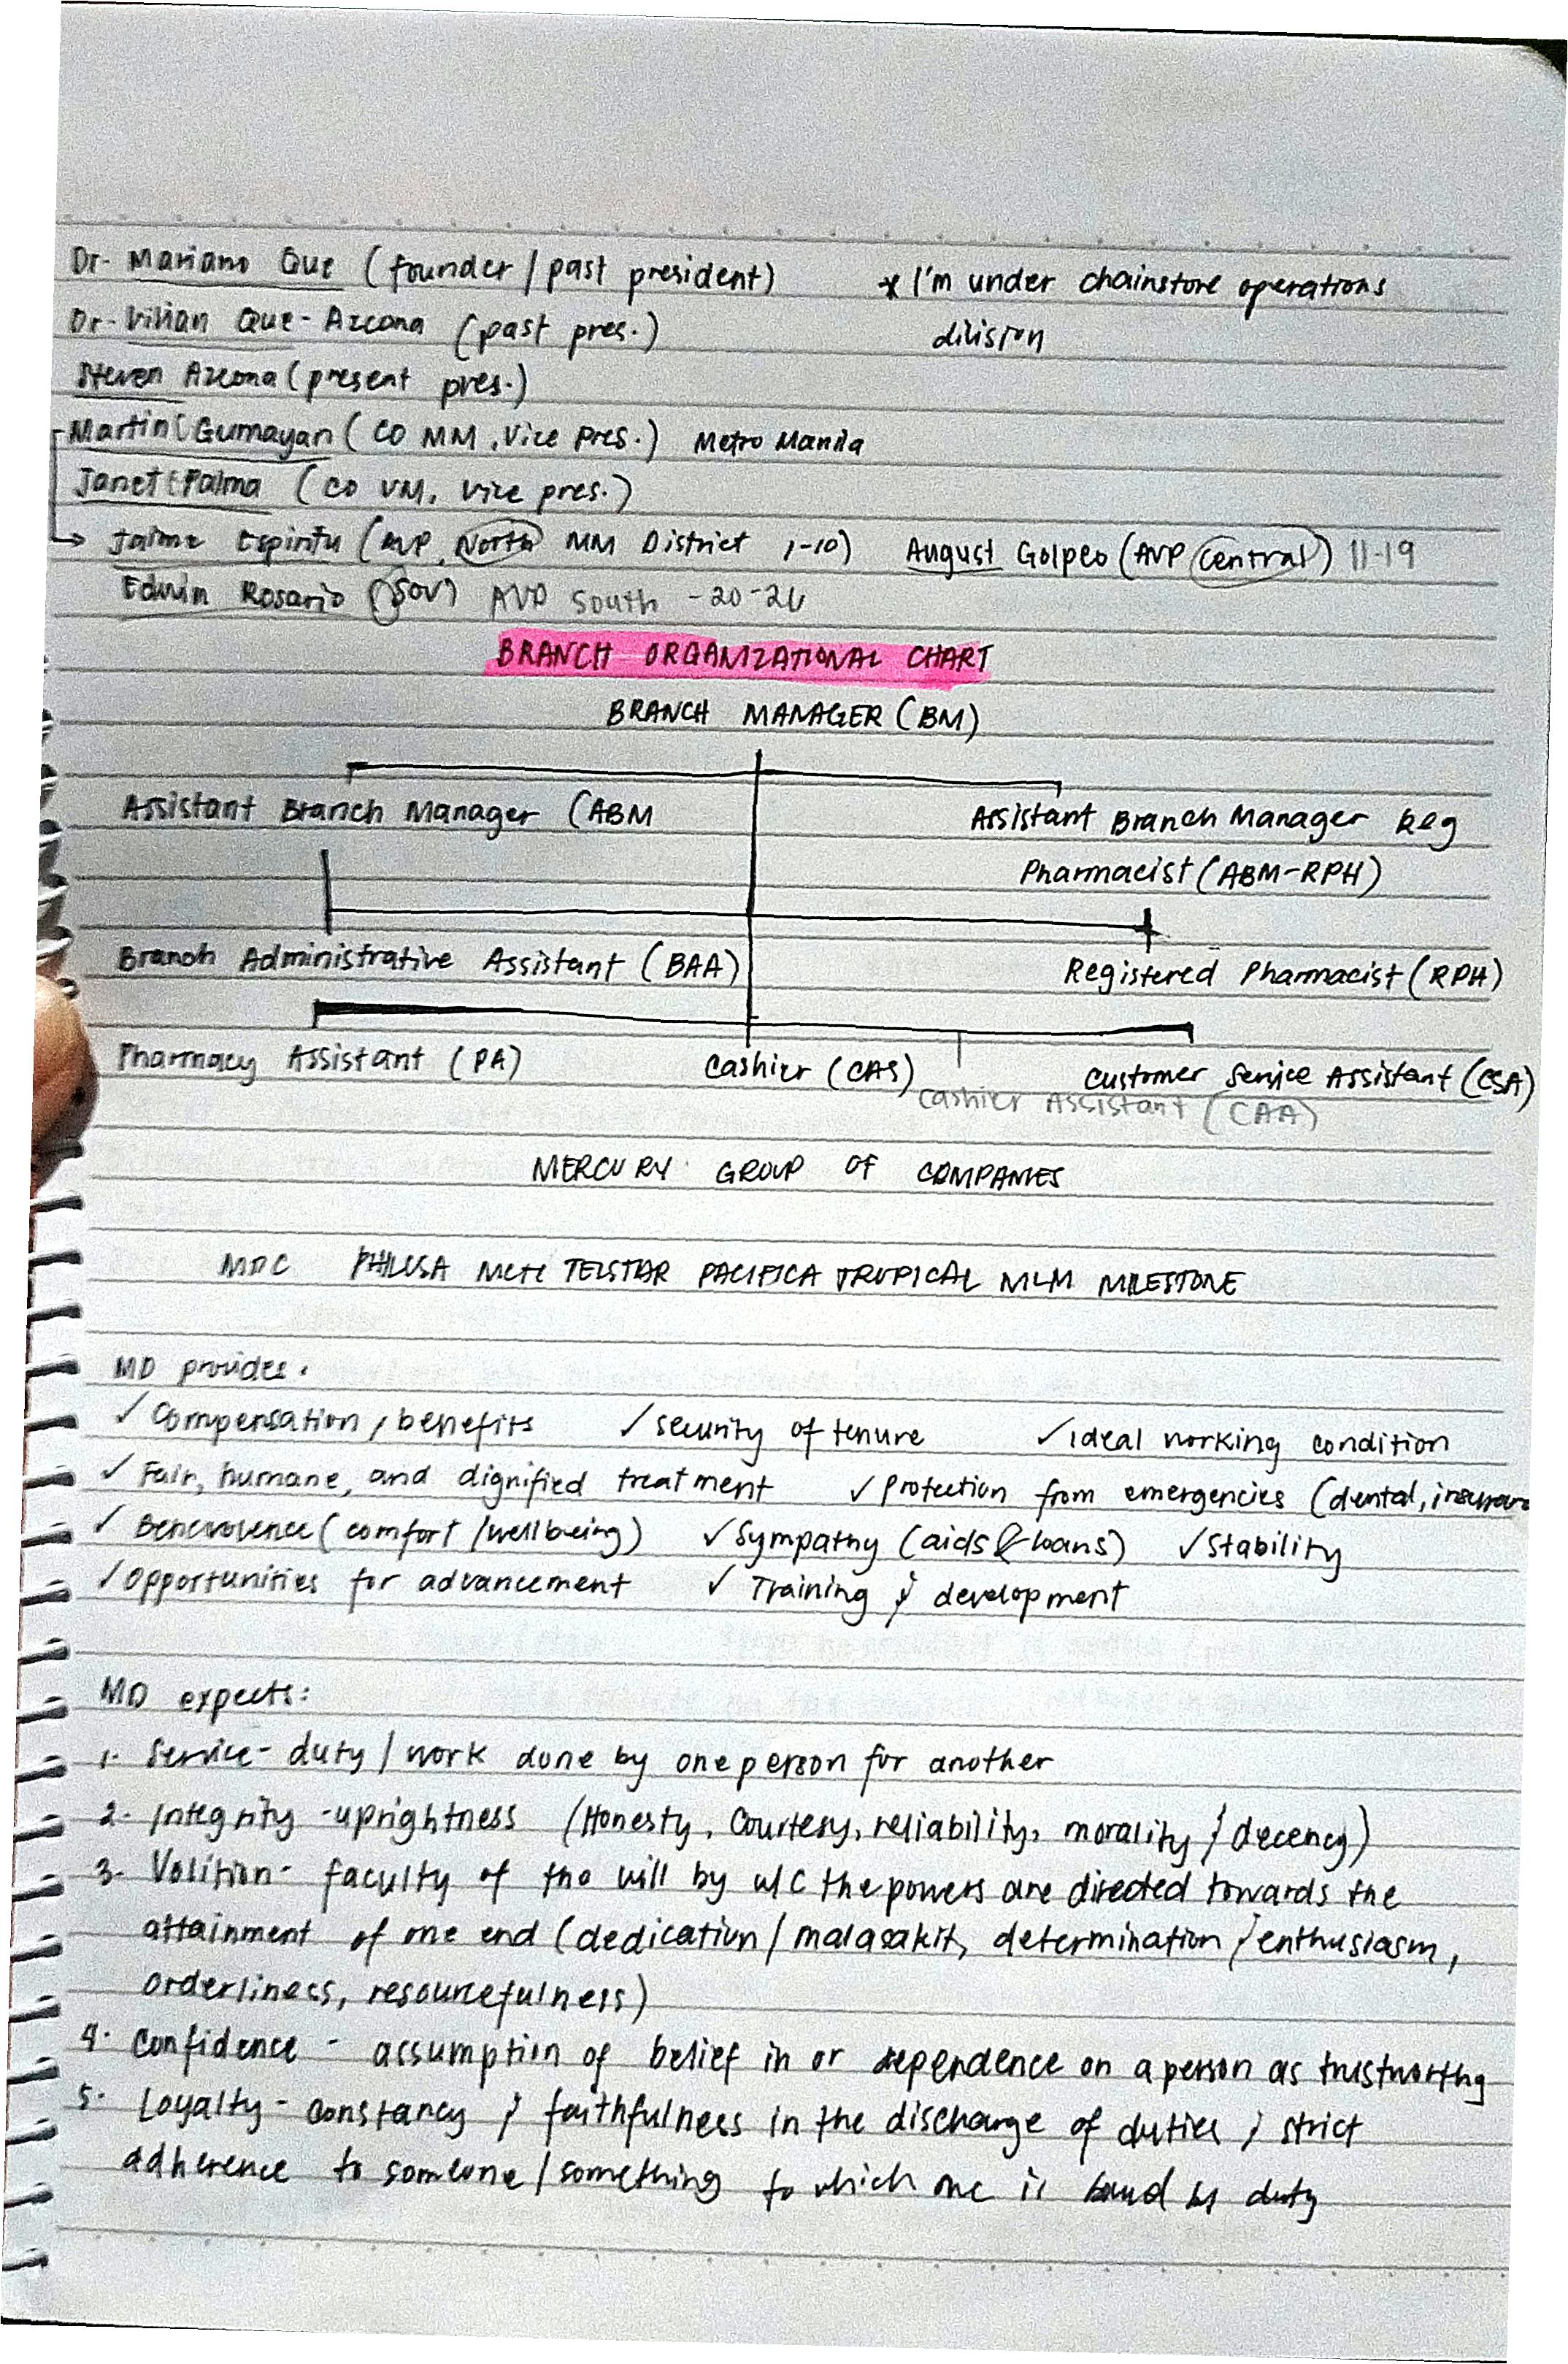 Dr. Mariano Que (founder / past president) * I'm under chainstore operations
Dr. Vivian Que-Azcona (past pres.) division
Steven Azcona (present pres.)
Martin Gumayan (CO MM, Vice Pres.) Metro Manila
Janett Palma (CO VM, Vice pres.)
→ Jaime Espiritu (AVP, North MM District 1-10) August Golpeo (AVP Central) 11-19
Edwin Rosario AVP South -20-26
BRANCH ORGANIZATIONAL CHART
BRANCH MANAGER (BM)
Assistant Branch Manager (ABM Assistant Branch Manager Reg
Pharmacist (ABM-RPH)
Branch Administrative Assistant (BAA) Registered Pharmacist (RPH)
Pharmacy Assistant (PA) Cashier (CAS) Customer Service Assistant (CSA)
Cashier Assistant (CAA)
MERCURY GROUP OF COMPANIES
MDC PHILUSA TELSTAR PACIFICA TROPICAL MLM MILESTONE
MD provides:
✓ Compensation / benefits ✓ security of tenure ✓ ideal working condition
✓ Fair, humane, and dignified treatment ✓ protection from emergencies (dental,
✓ Benevolence (comfort / wellbeing) ✓ Sympathy (aids & loans) ✓ Stability
✓ Opportunities for advancement ✓ Training & development
MD expects:
1. Service - duty / work done by one person for another
2. Integrity - uprightness (Honesty, Courtesy, reliability, morality & decency)
3. Volition - faculty of the will by w/c the powers are directed towards the
attainment of one end (dedication / malasakit, determination & enthusiasm,
orderliness, resourcefulness)
4. Confidence - assumption of belief in or dependence on a person as trustworthy
5. Loyalty - constancy & faithfulness in the discharge of duties & strict
adherence to someone / something to which one is bound by duty